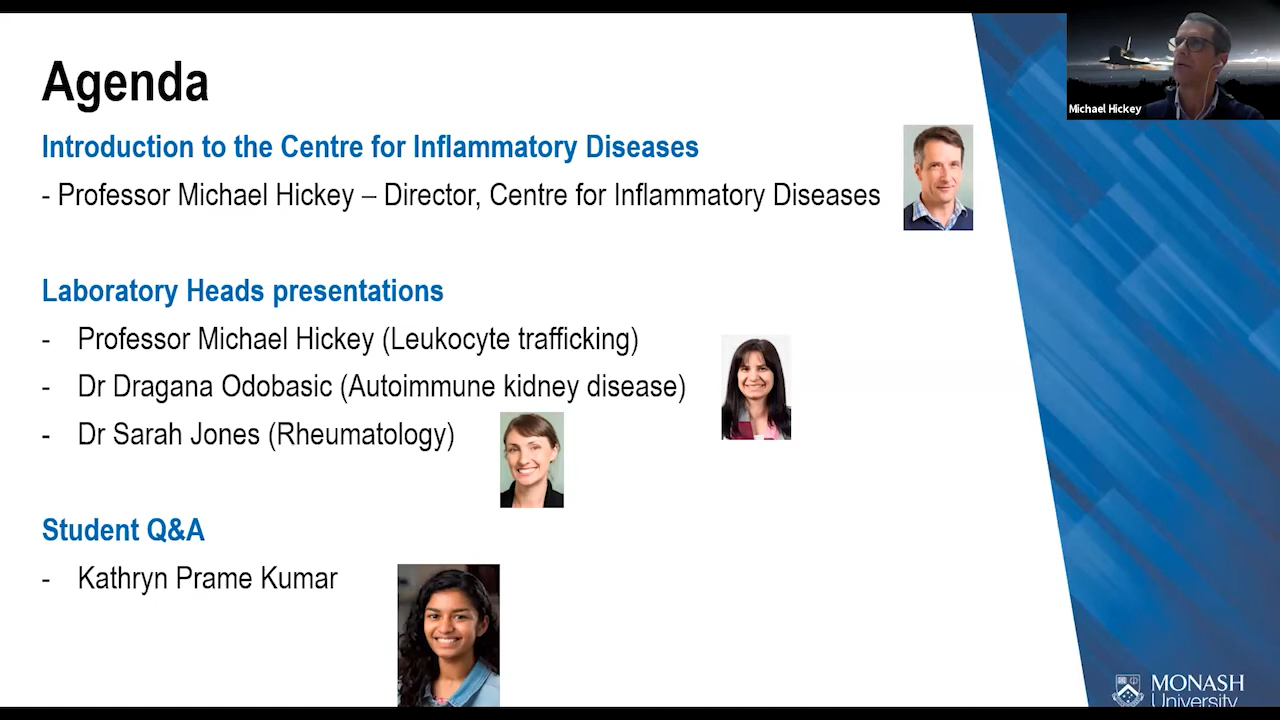 Agenda
Introduction to the Centre for Inflammatory Diseases
- Professor Michael Hickey – Director, Centre for Inflammatory Diseases
Laboratory Heads presentations
- Professor Michael Hickey (Leukocyte trafficking)
- Dr Dragana Odobasic (Autoimmune kidney disease)
- Dr Sarah Jones (Rheumatology)
Student Q&A
- Kathryn Prame Kumar
Michael Hickey
MONASH
University